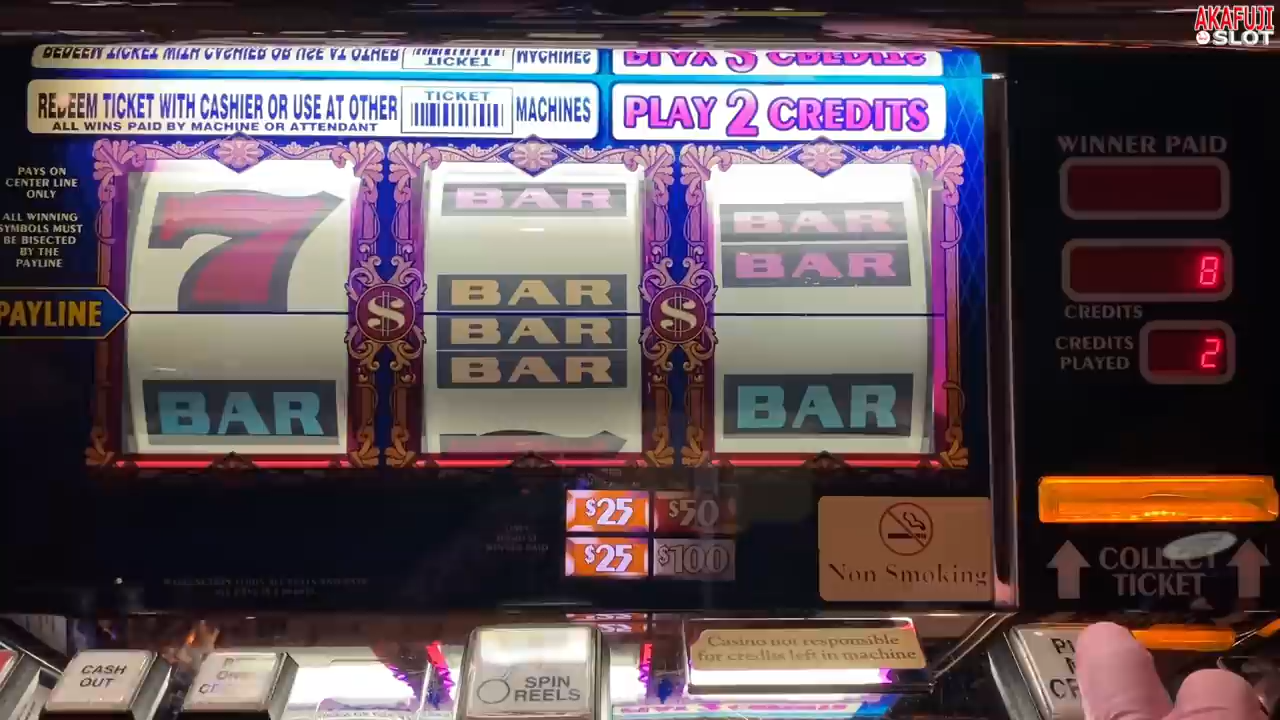 AKAFUJI
SLOT
REDEEM TICKET WITH CASHIER OR USE AT OTHER
TICKET
MACHINES
ALL WINS PAID BY MACHINE OR ATTENDANT
PLAY 2 CREDITS
PAYS ON
CENTER LINE
ONLY
ALL WINNING
SYMBOLS MUST
BE BISECTED
BY THE
PAYLINE
PAYLINE
7
BAR
BAR
BAR
BAR
BAR
BAR
BAR
BAR
$
$
WINNER PAID
8
CREDITS
CREDITS
PLAYED
2
$25 $50
$25 $100
Non Smoking
COLLECT
TICKET
Casino not responsible
for credits left in machine
CASH
OUT
SPIN
REELS